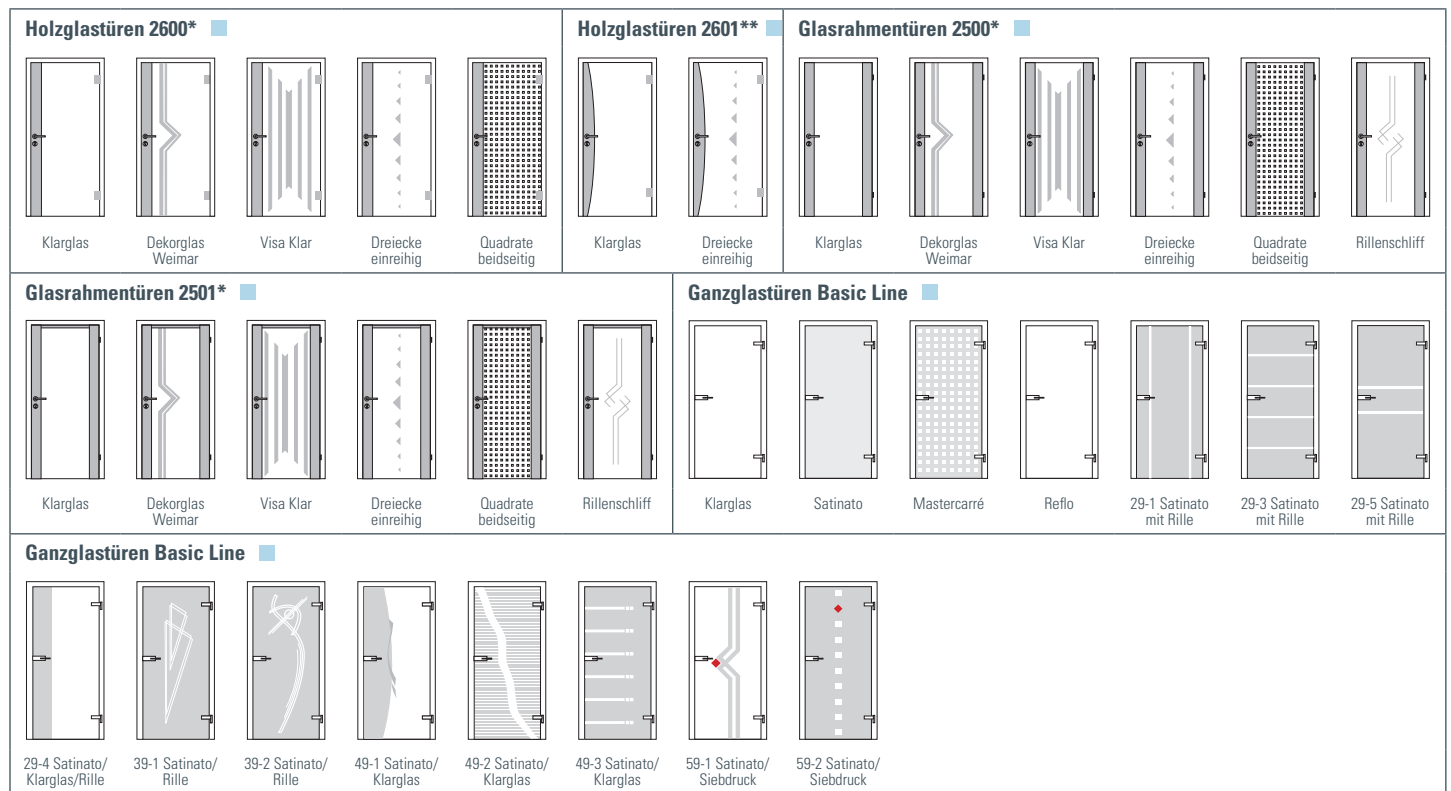 Holzglastüren 2600*
Klarglas
Dekorglas
Weimar
Visa Klar
Dreiecke
einreihig
Quadrate
beidseitig
Holzglastüren 2601**
Klarglas
Dreiecke
einreihig
Glasrahmentüren 2500*
Klarglas
Dekorglas
Weimar
Visa Klar
Dreiecke
einreihig
Quadrate
beidseitig
Rillenschliff
Glasrahmentüren 2501*
Klarglas
Dekorglas
Weimar
Visa Klar
Dreiecke
einreihig
Quadrate
beidseitig
Rillenschliff
Ganzglastüren Basic Line
Klarglas
Satinato
Mastercarré
Reflo
29-1 Satinato
mit Rille
29-3 Satinato
mit Rille
29-5 Satinato
mit Rille
Ganzglastüren Basic Line
29-4 Satinato/
Klarglas/Rille
39-1 Satinato/
Rille
39-2 Satinato/
Rille
49-1 Satinato/
Klarglas
49-2 Satinato/
Klarglas
49-3 Satinato/
Klarglas
59-1 Satinato/
Siebdruck
59-2 Satinato/
Siebdruck